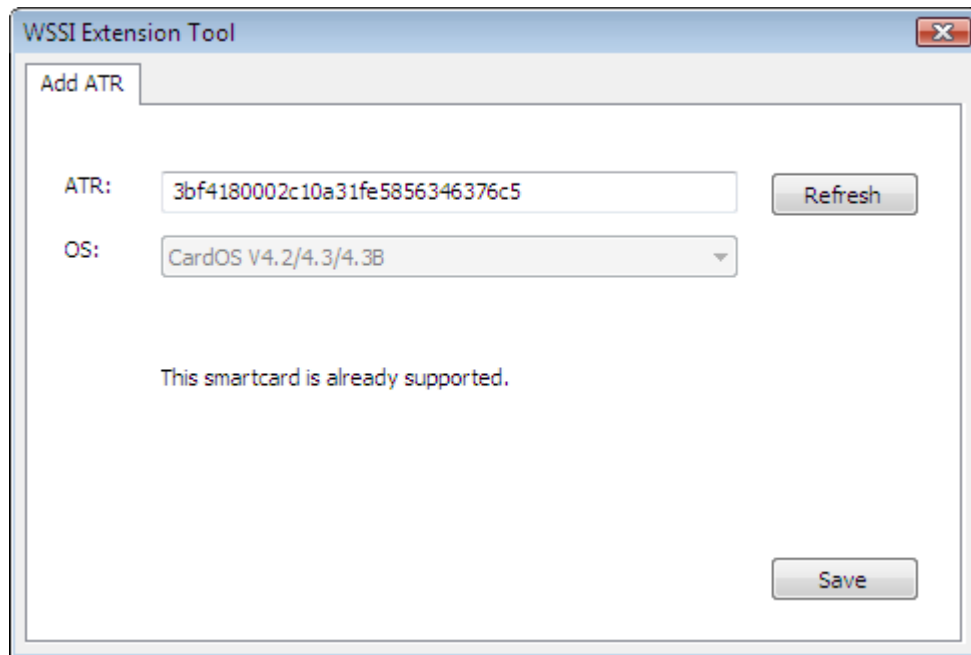 WSSI Extension Tool
Add ATR
ATR: 3bf4180002c10a31fe5856346376c5 Refresh
OS: CardOS V4.2/4.3/4.3B
This smartcard is already supported.
Save